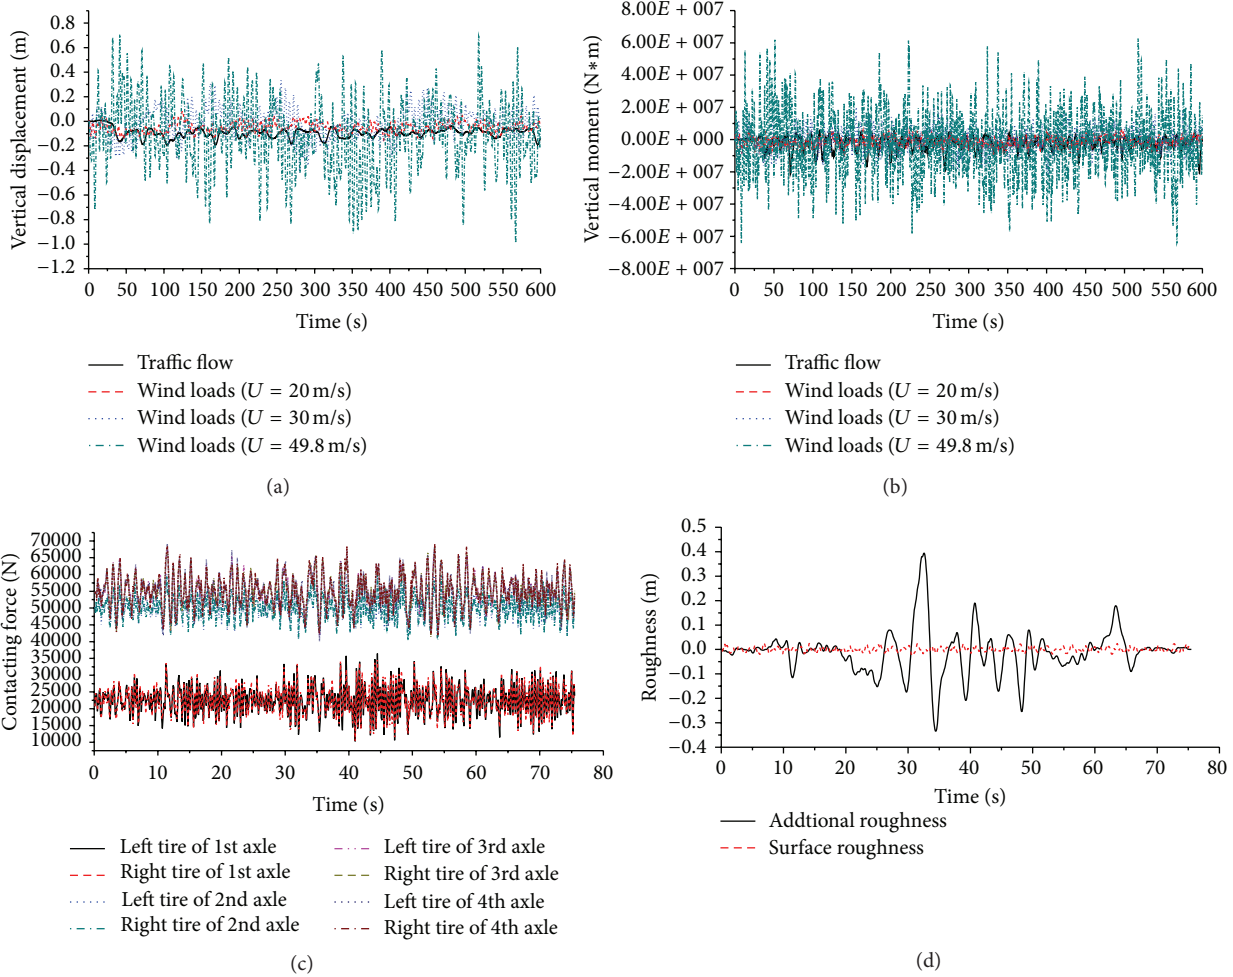 0.8
0.6
0.4
0.2
0.0
−0.2
−0.4
−0.6
−0.8
−1.0
−1.2
Vertical displacement (m)
0 50 100 150 200 250 300 350 400 450 500 550 600
Time (s)
Traffic flow
Wind loads (U = 20 m/s)
Wind loads (U = 30 m/s)
Wind loads (U = 49.8 m/s)
(a)
8.00E + 007
6.00E + 007
4.00E + 007
2.00E + 007
0.00E + 000
−2.00E + 007
−4.00E + 007
−6.00E + 007
−8.00E + 007
Vertical moment (N∗m)
0 50 100 150 200 250 300 350 400 450 500 550 600
Time (s)
Traffic flow
Wind loads (U = 20 m/s)
Wind loads (U = 30 m/s)
Wind loads (U = 49.8 m/s)
(b)
70000
65000
60000
55000
50000
45000
40000
35000
30000
25000
20000
15000
10000
Contacting force (N)
0 10 20 30 40 50 60 70 80
Time (s)
Left tire of 1st axle
Right tire of 1st axle
Left tire of 2nd axle
Right tire of 2nd axle
Left tire of 3rd axle
Right tire of 3rd axle
Left tire of 4th axle
Right tire of 4th axle
(c)
0.5
0.4
0.3
0.2
0.1
0.0
−0.1
−0.2
−0.3
−0.4
Roughness (m)
0 10 20 30 40 50 60 70 80
Time (s)
Addtional roughness
Surface roughness
(d)